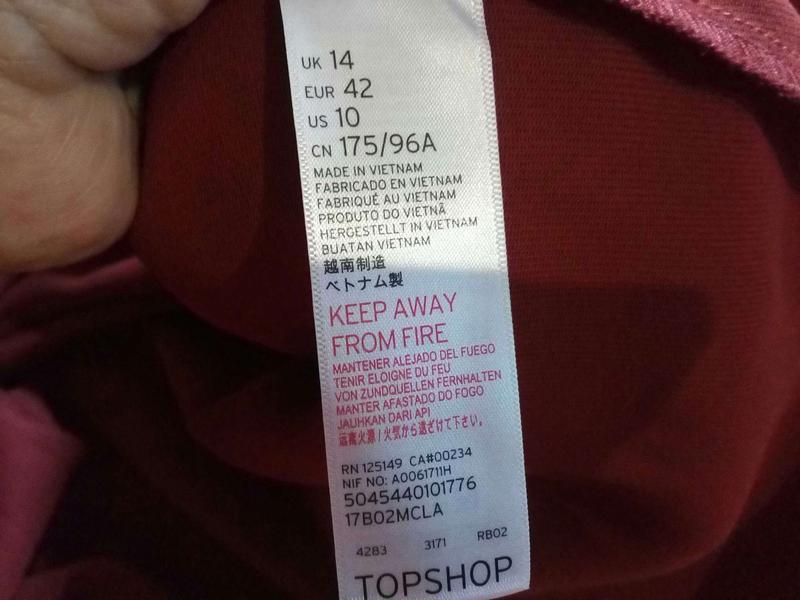 UK 14
EUR 42
US 10
CN 175/96A
MADE IN VIETNAM
FABRICADO EN VIETNAM
FABRIQUÉ AU VIETNAM
PRODUTO DO VIETNÃ
HERGESTELLT IN VIETNAM
BUATAN VIETNAM
越南制造
ベトナム製
KEEP AWAY
FROM FIRE
MANTENER ALEJADO DEL FUEGO
TENIR ELOIGNE DU FEU
VON ZUNDQUELLEN FERNHALTEN
MANTER AFASTADO DO FOGO
JAUHKAN DARI API
远离火源 / 火気から遠ざけて下さい。
RN 125149 CA#00234
NIF NO: A0061711H
5045440101776
17B02MCLA
4283 3171 RB02
TOPSHOP